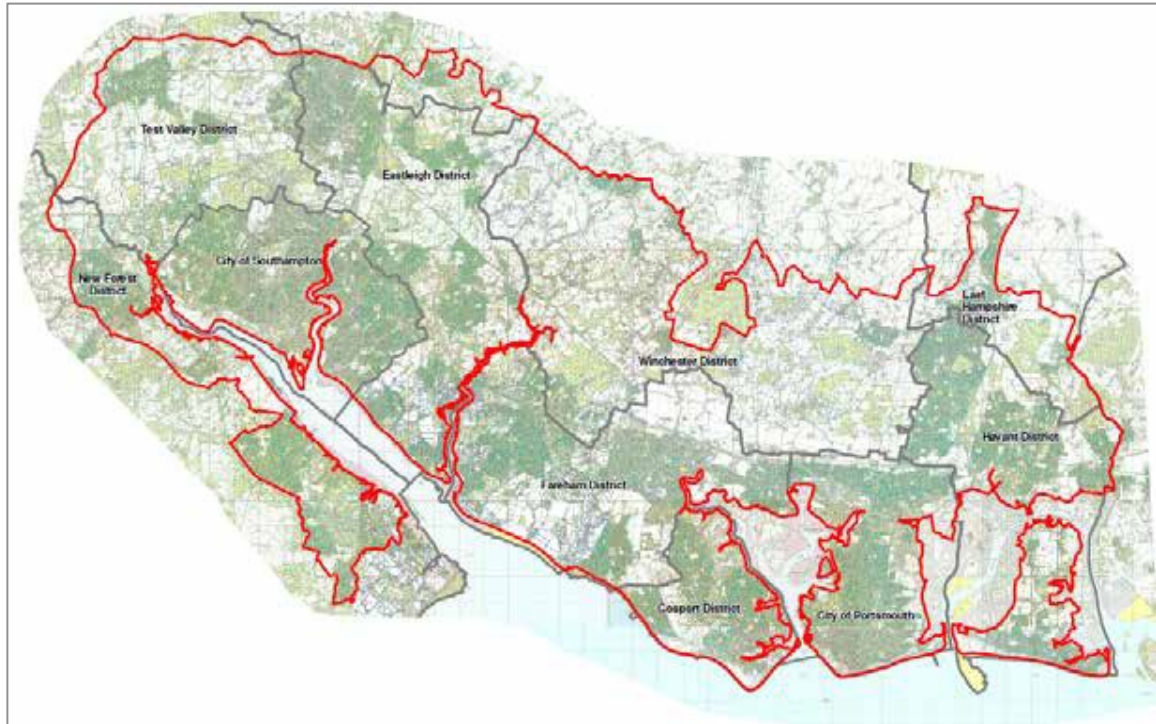 Test Valley District
Eastleigh District
City of Southampton
New Forest
District
East
Hampshire
District
Winchester District
Havant District
Fareham District
Gosport District
City of Portsmouth